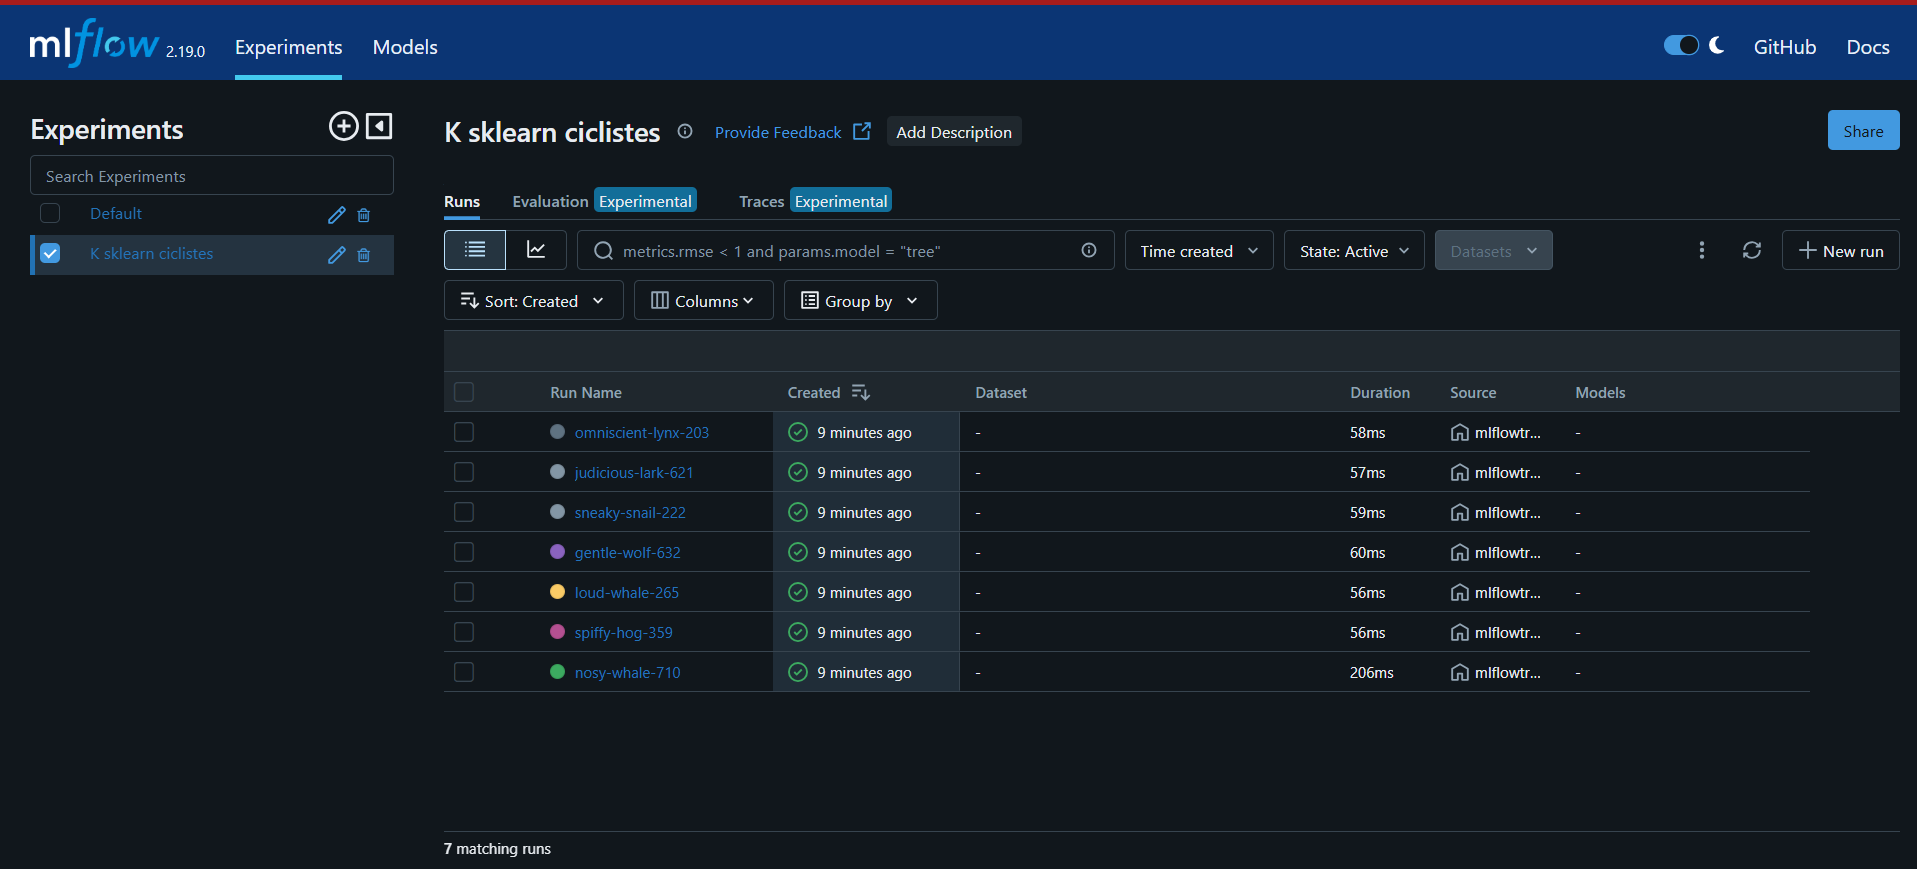 mlflow 2.19.0 Experiments Models GitHub Docs
Experiments
Search Experiments
Default
K sklearn ciclistes
K sklearn ciclistes Provide Feedback Add Description Share
Runs Evaluation Experimental Traces Experimental
metrics.rmse < 1 and params.model = "tree" Time created State: Active Datasets New run
Sort: Created Columns Group by
Run Name Created Dataset Duration Source Models
omniscient-lynx-203 9 minutes ago - 58ms mlflowtr... -
judicious-lark-621 9 minutes ago - 57ms mlflowtr... -
sneaky-snail-222 9 minutes ago - 59ms mlflowtr... -
gentle-wolf-632 9 minutes ago - 60ms mlflowtr... -
loud-whale-265 9 minutes ago - 56ms mlflowtr... -
spiffy-hog-359 9 minutes ago - 56ms mlflowtr... -
nosy-whale-710 9 minutes ago - 206ms mlflowtr... -
7 matching runs